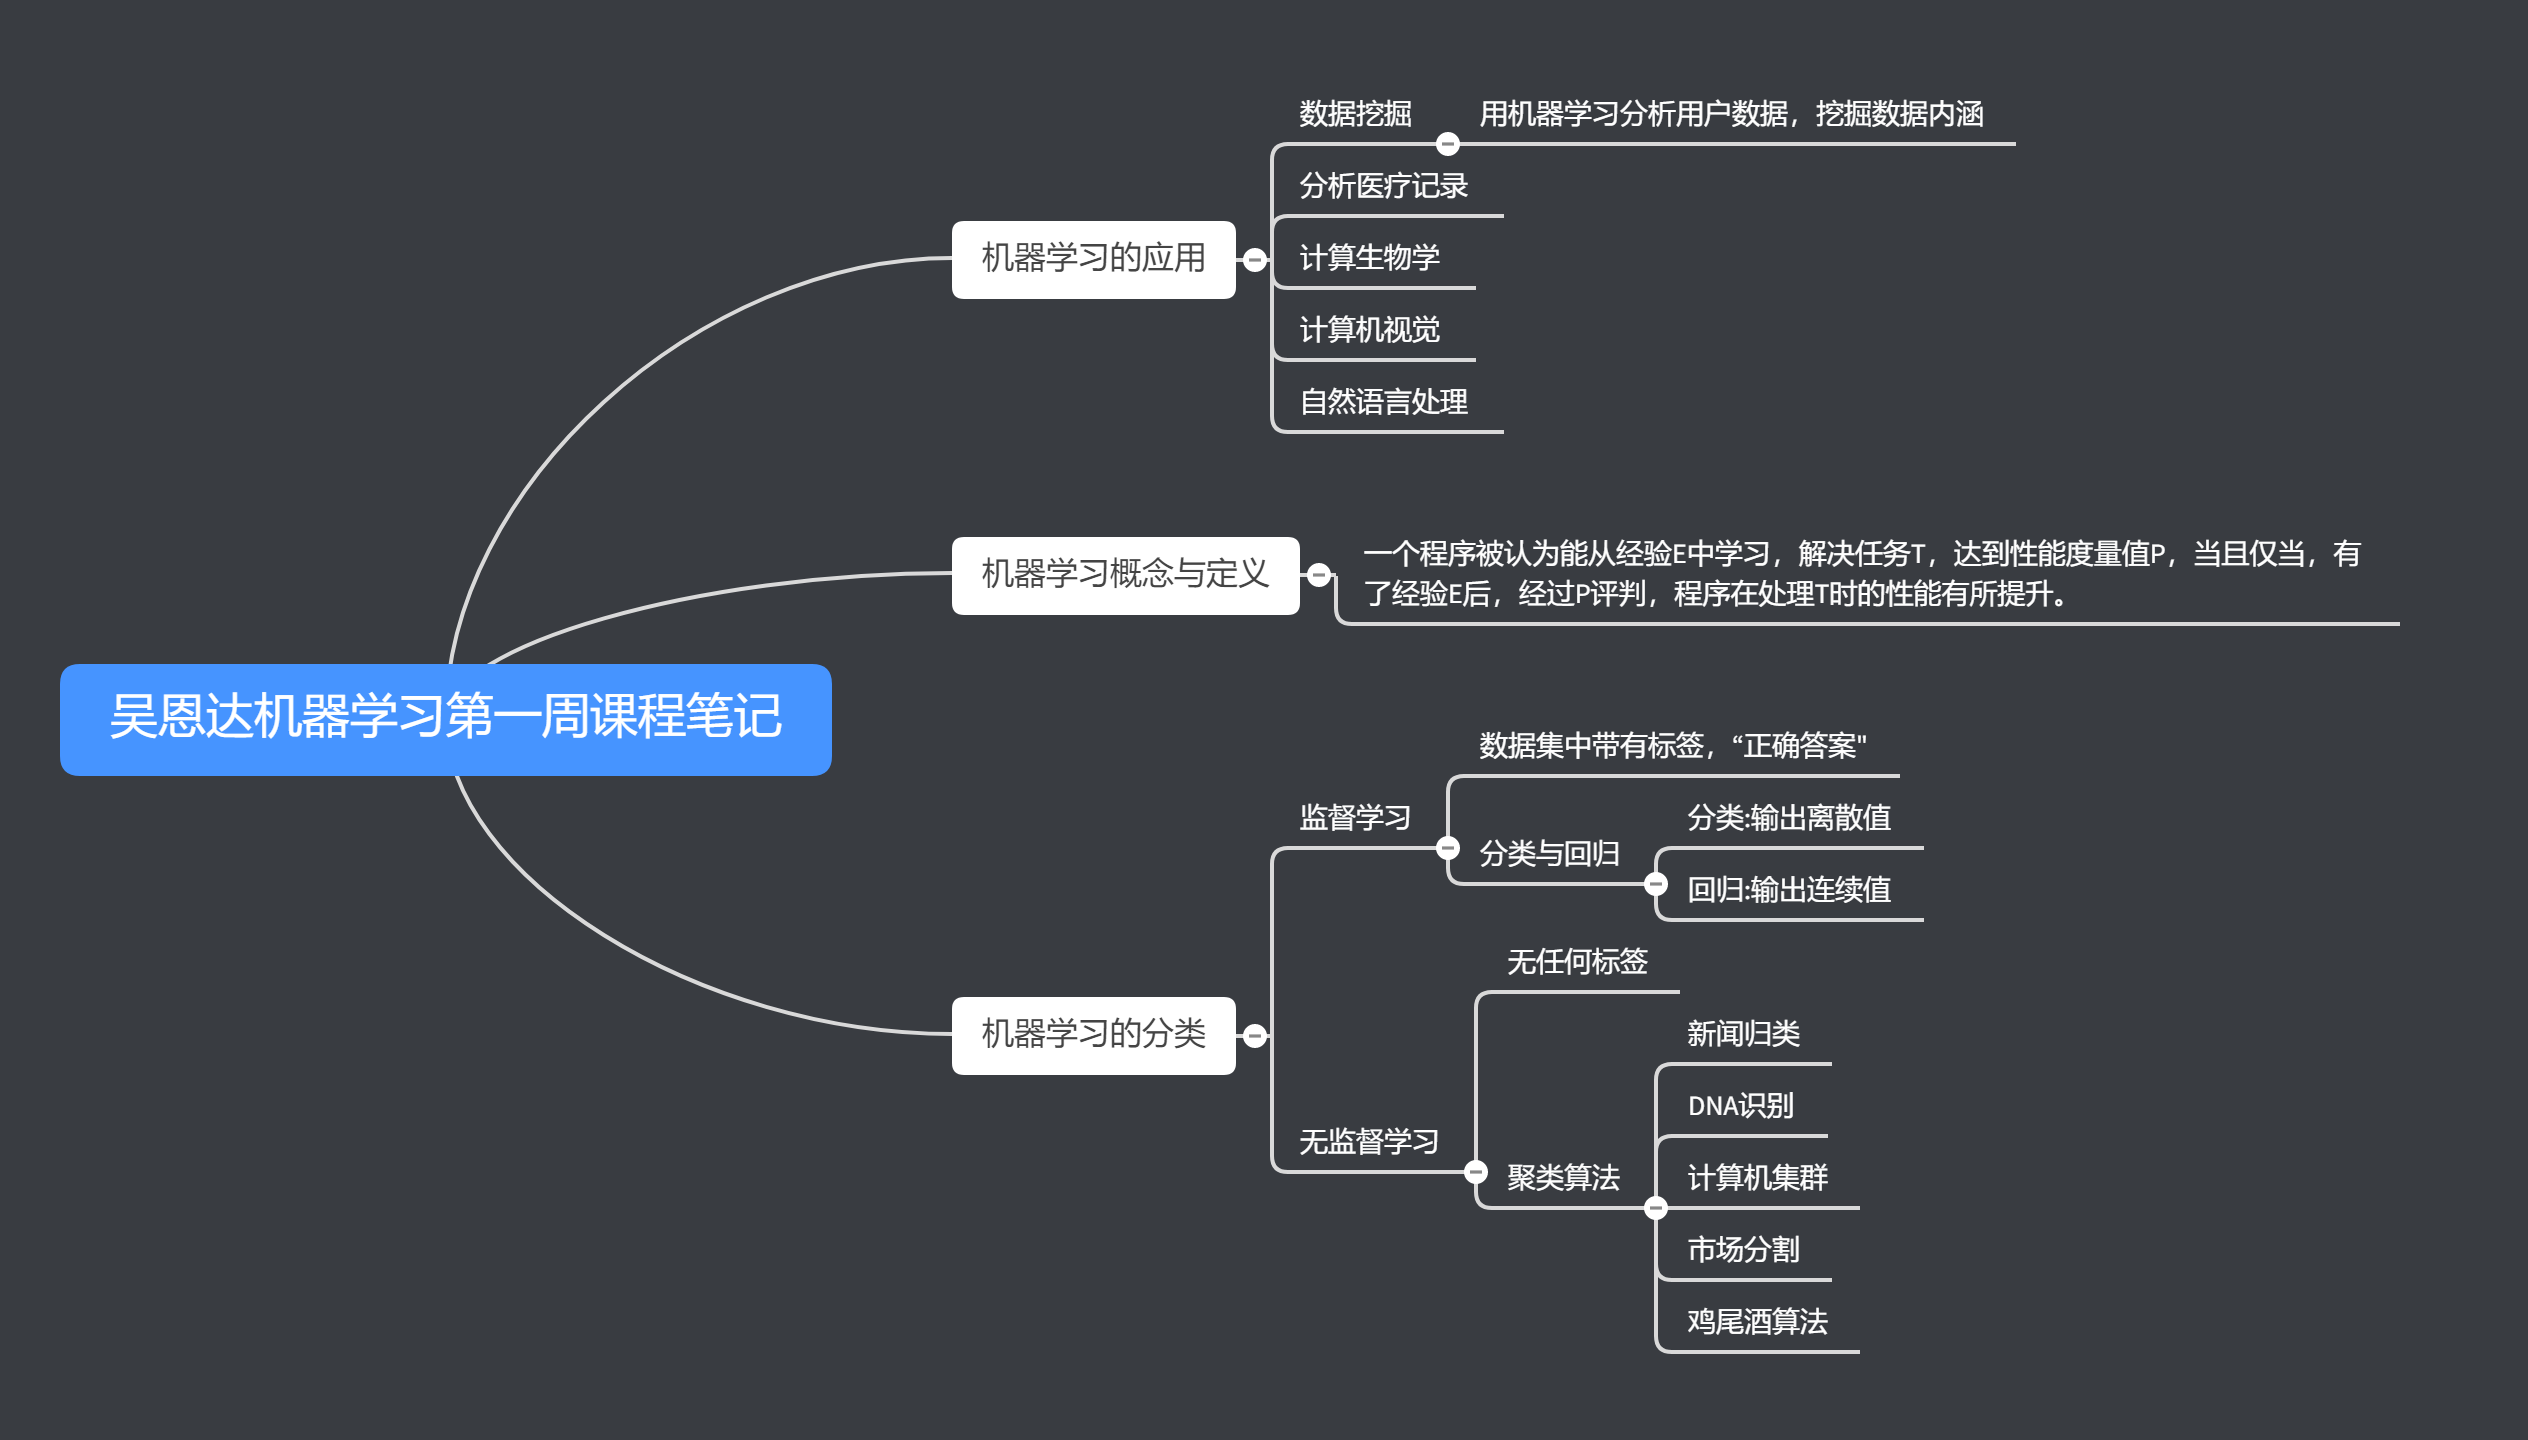 吴恩达机器学习第一周课程笔记
机器学习的应用
数据挖掘
用机器学习分析用户数据，挖掘数据内涵
分析医疗记录
计算生物学
计算机视觉
自然语言处理
机器学习概念与定义
一个程序被认为能从经验E中学习，解决任务T，达到性能度量值P，当且仅当，有
了经验E后，经过P评判，程序在处理T时的性能有所提升。
机器学习的分类
监督学习
数据集中带有标签，“正确答案"
分类与回归
分类:输出离散值
回归:输出连续值
无监督学习
无任何标签
聚类算法
新闻归类
DNA识别
计算机集群
市场分割
鸡尾酒算法